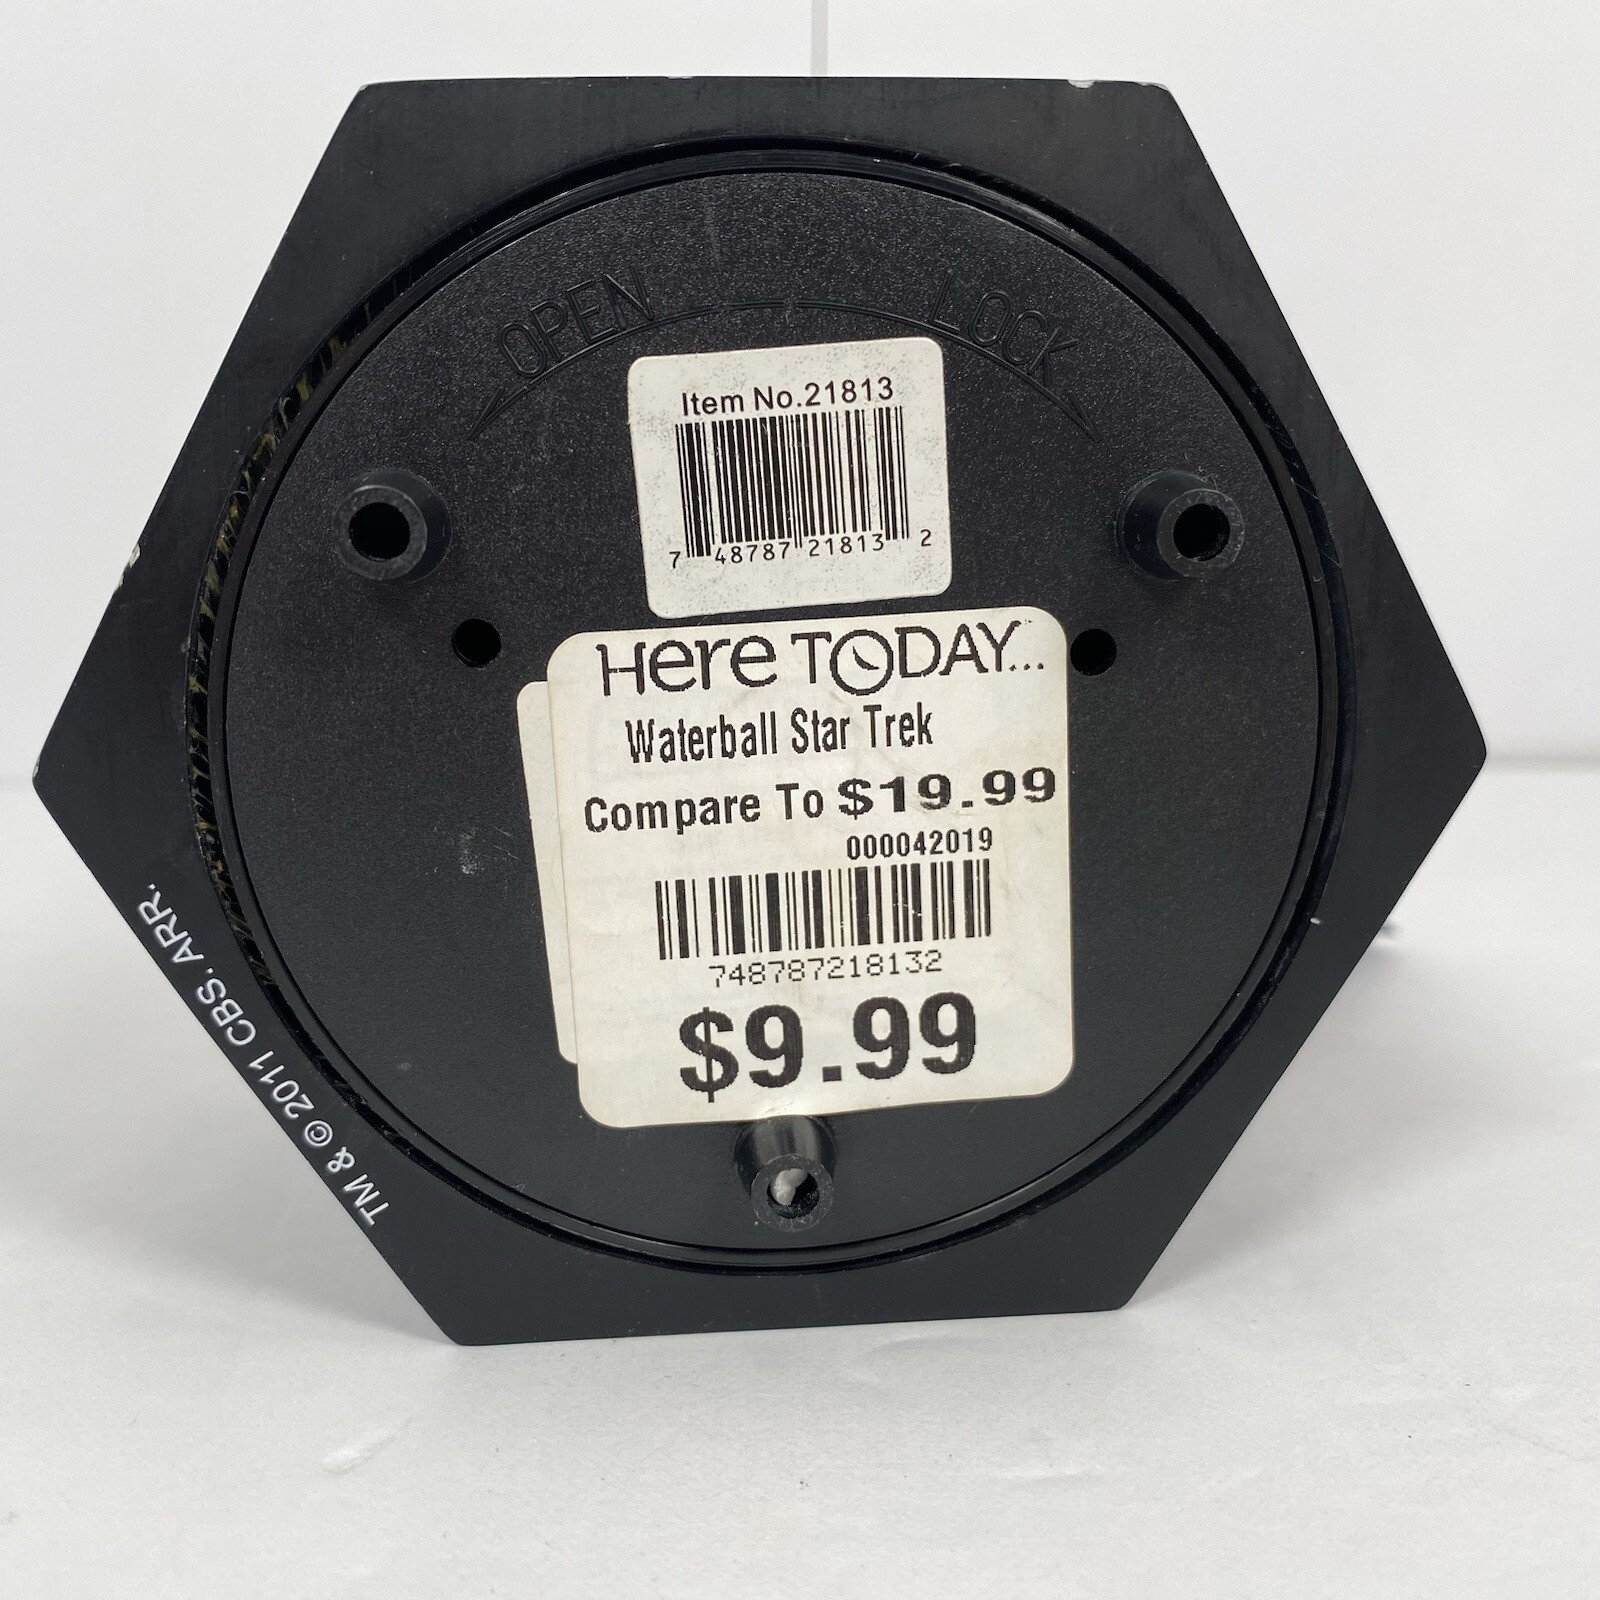 OPEN
LOCK
Item No.21813
7 48787 21813 2
Here TODAY...
Waterball Star Trek
Compare To $19.99
000042019
748787218132
$9.99
TM & © 2011 CBS. ARR.